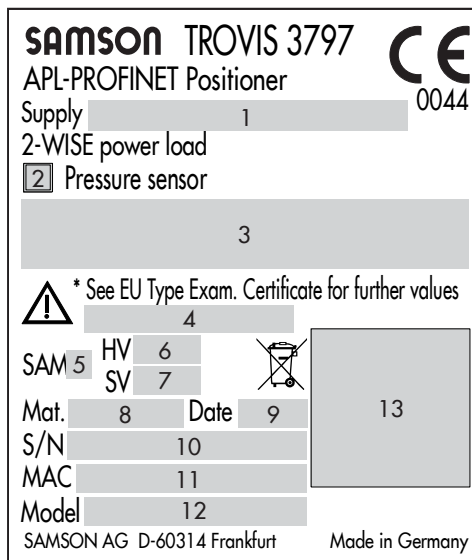 SAMSON TROVIS 3797
APL-PROFINET Positioner
0044
Supply 1
2-WISE power load
2 Pressure sensor
3
* See EU Type Exam. Certificate for further values
4
SAM 5 HV 6
SV 7
Mat. 8 Date 9
13
S/N 10
MAC 11
Model 12
SAMSON AG D-60314 Frankfurt Made in Germany